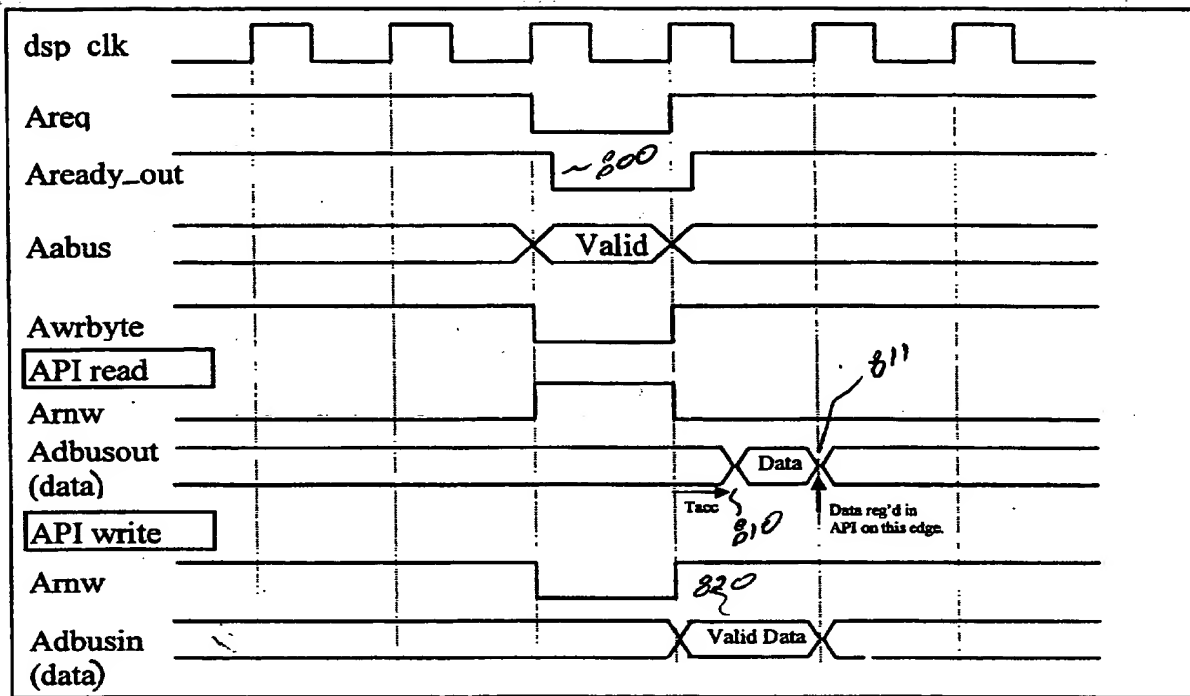 dsp clk
Areq
Aready_out
~800
Aabus
Valid
Awrbyte
API read
811
Arnw
Adbusout
(data)
Data
Tacc
810
Data reg'd in
API on this edge.
API write
Arnw
820
Adbusin
(data)
Valid Data